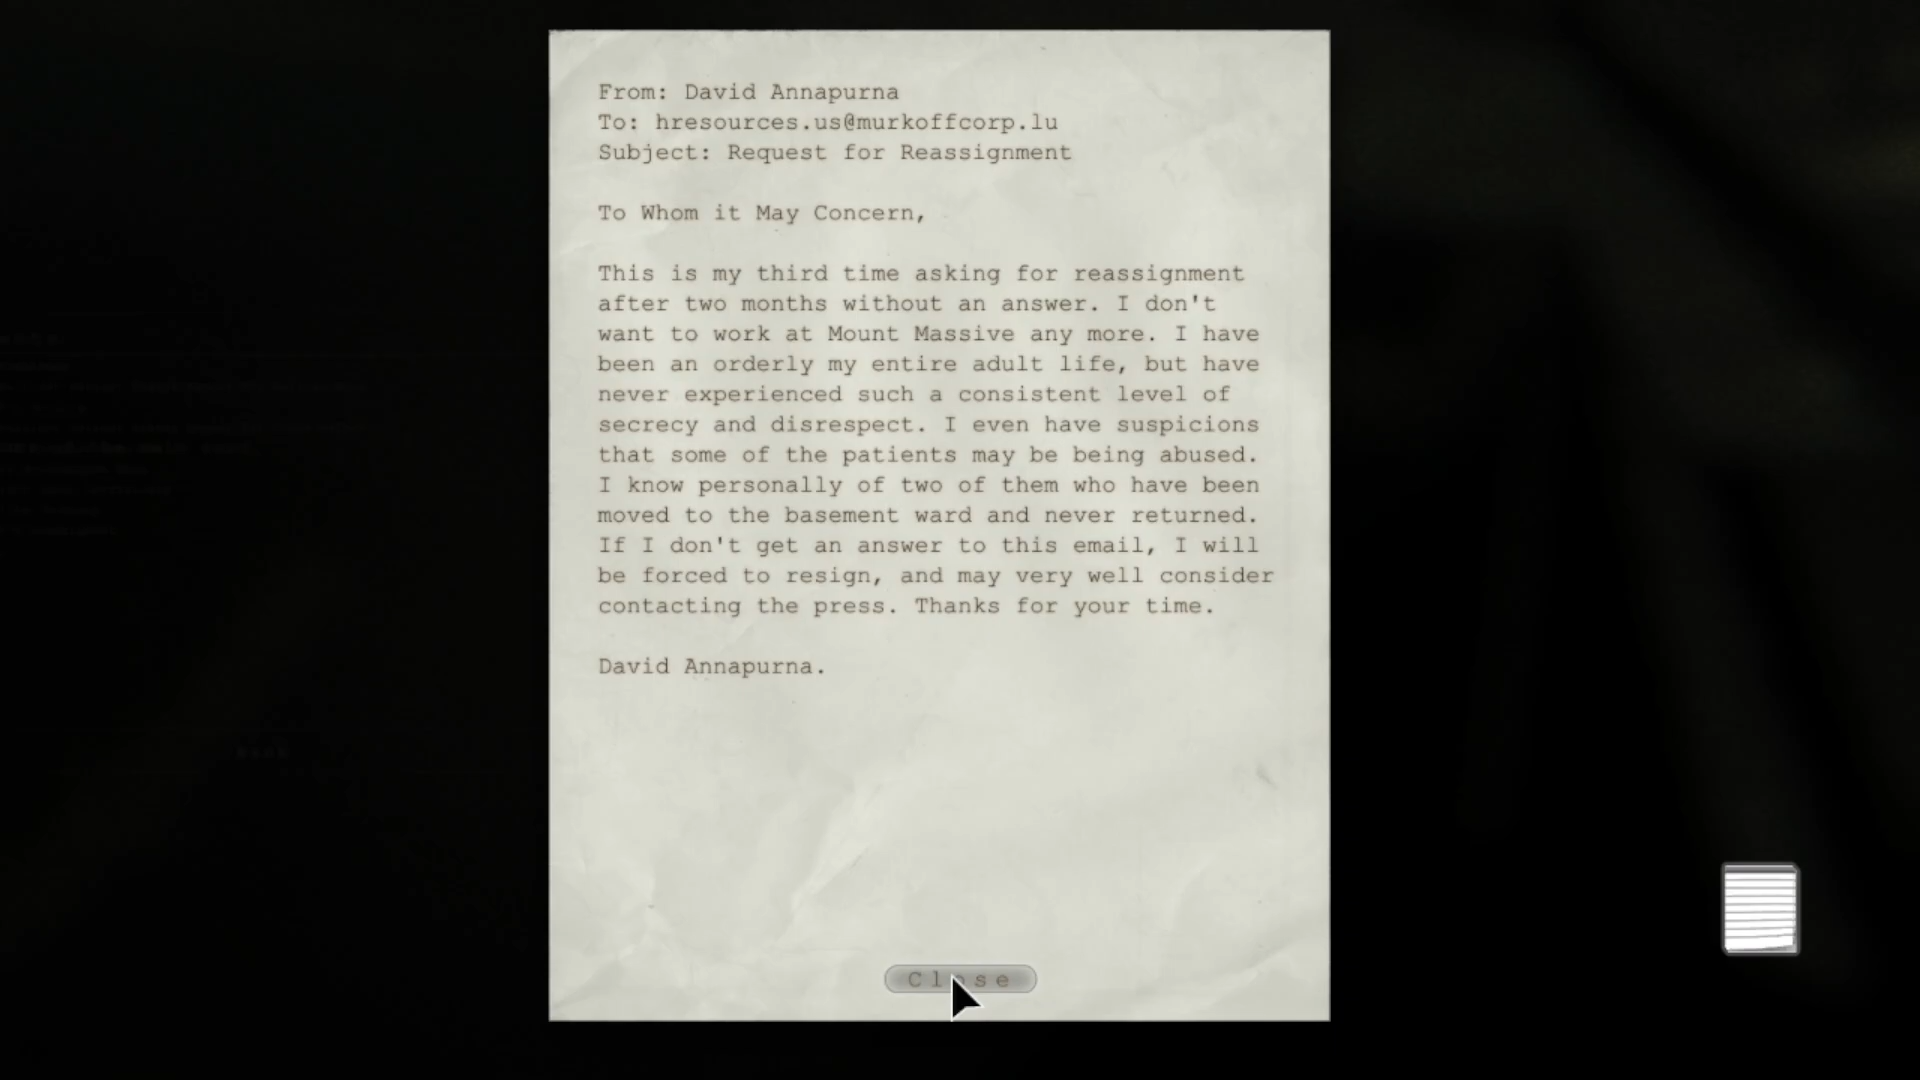 From: David Annapurna
To: hresources.us@murkoffcorp.lu
Subject: Request for Reassignment
To Whom it May Concern,
This is my third time asking for reassignment
after two months without an answer. I don't
want to work at Mount Massive any more. I have
been an orderly my entire adult life, but have
never experienced such a consistent level of
secrecy and disrespect. I even have suspicions
that some of the patients may be being abused.
I know personally of two of them who have been
moved to the basement ward and never returned.
If I don't get an answer to this email, I will
be forced to resign, and may very well consider
contacting the press. Thanks for your time.
David Annapurna.
Close